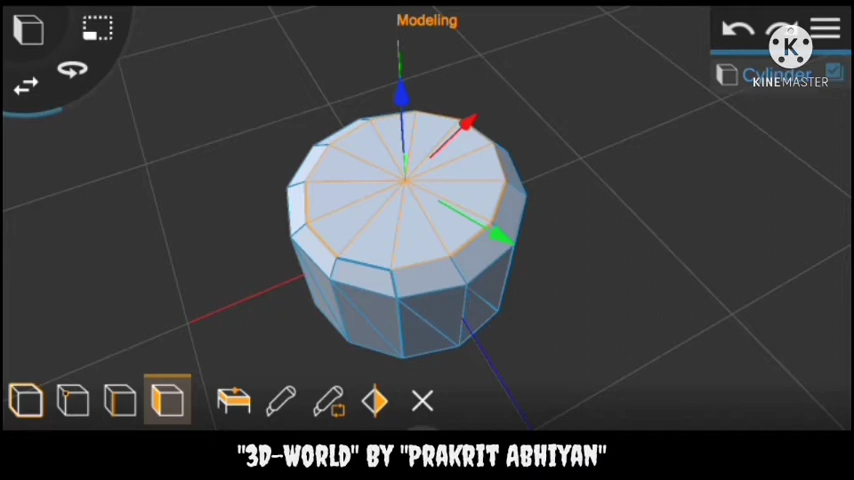 Modeling
K
Cylinder
KINEMASTER
"3D-WORLD" BY "PRAKRIT ABHIYAN"